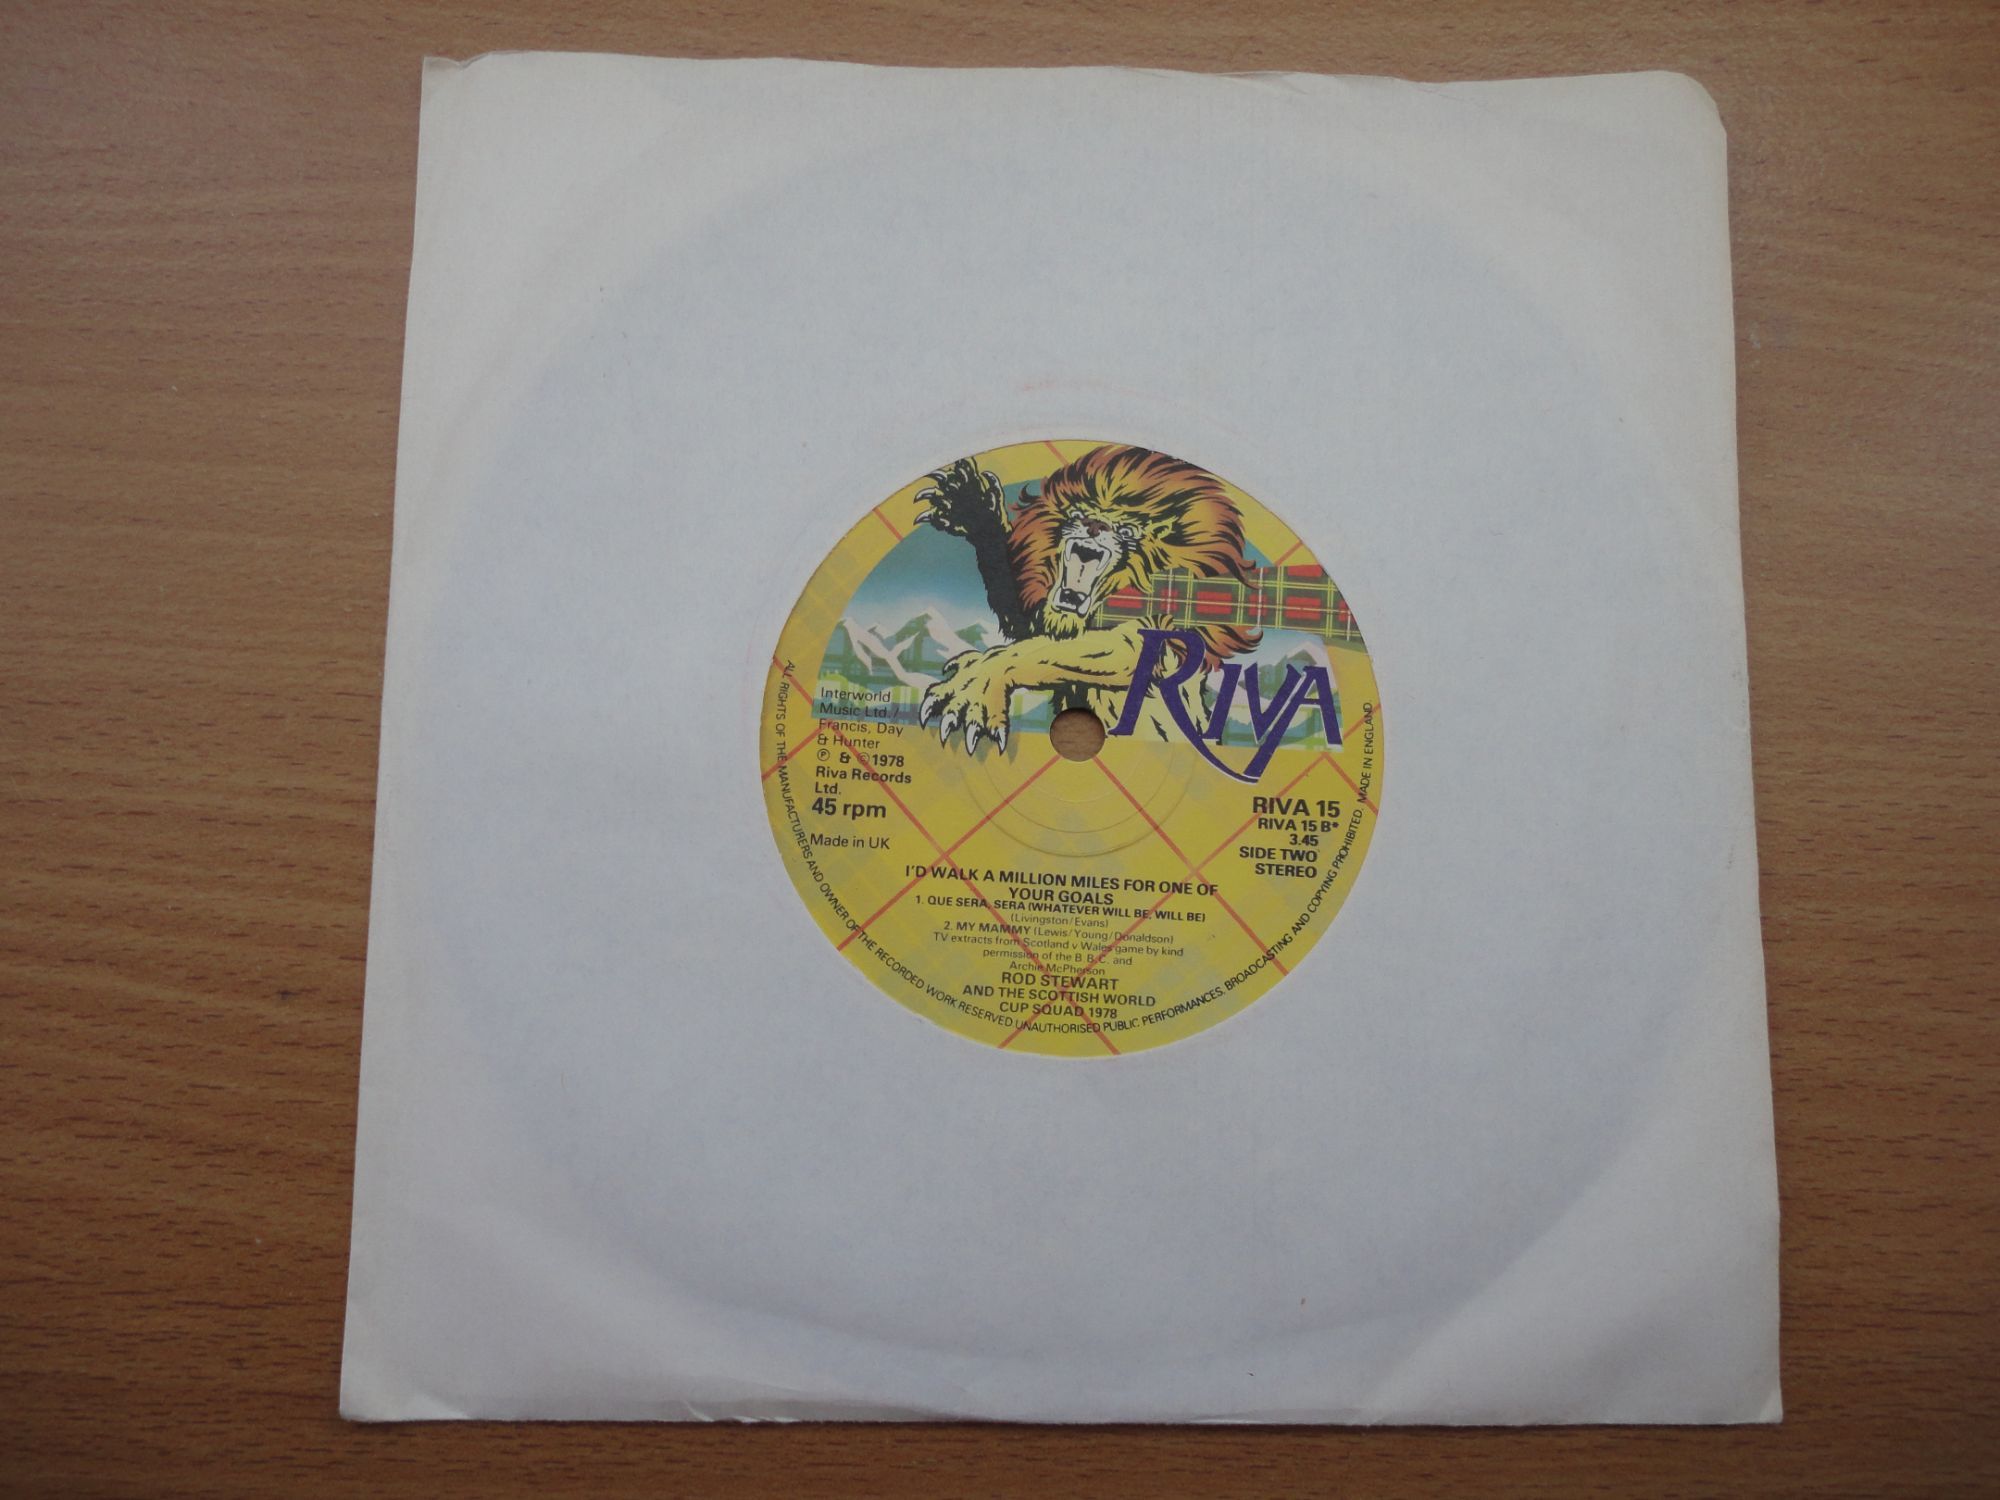 RIVA
Interworld
Music Ltd./
Francis, Day
& Hunter
℗ & © 1978
Riva Records
Ltd.
45 rpm
Made in UK
RIVA 15
RIVA 15 B*
3.45
SIDE TWO
STEREO
I'D WALK A MILLION MILES FOR ONE OF
YOUR GOALS
1. QUE SERA, SERA (WHATEVER WILL BE, WILL BE)
(Livingston/Evans)
2. MY MAMMY (Lewis/Young/Donaldson)
TV extracts from Scotland v Wales game by kind
permission of the B.B.C. and
Archie McPherson
ROD STEWART
AND THE SCOTTISH WORLD
CUP SQUAD 1978
ALL RIGHTS OF THE MANUFACTURERS AND OWNER OF THE RECORDED WORK RESERVED UNAUTHORISED PUBLIC PERFORMANCES, BROADCASTING AND COPYING PROHIBITED. MADE IN ENGLAND